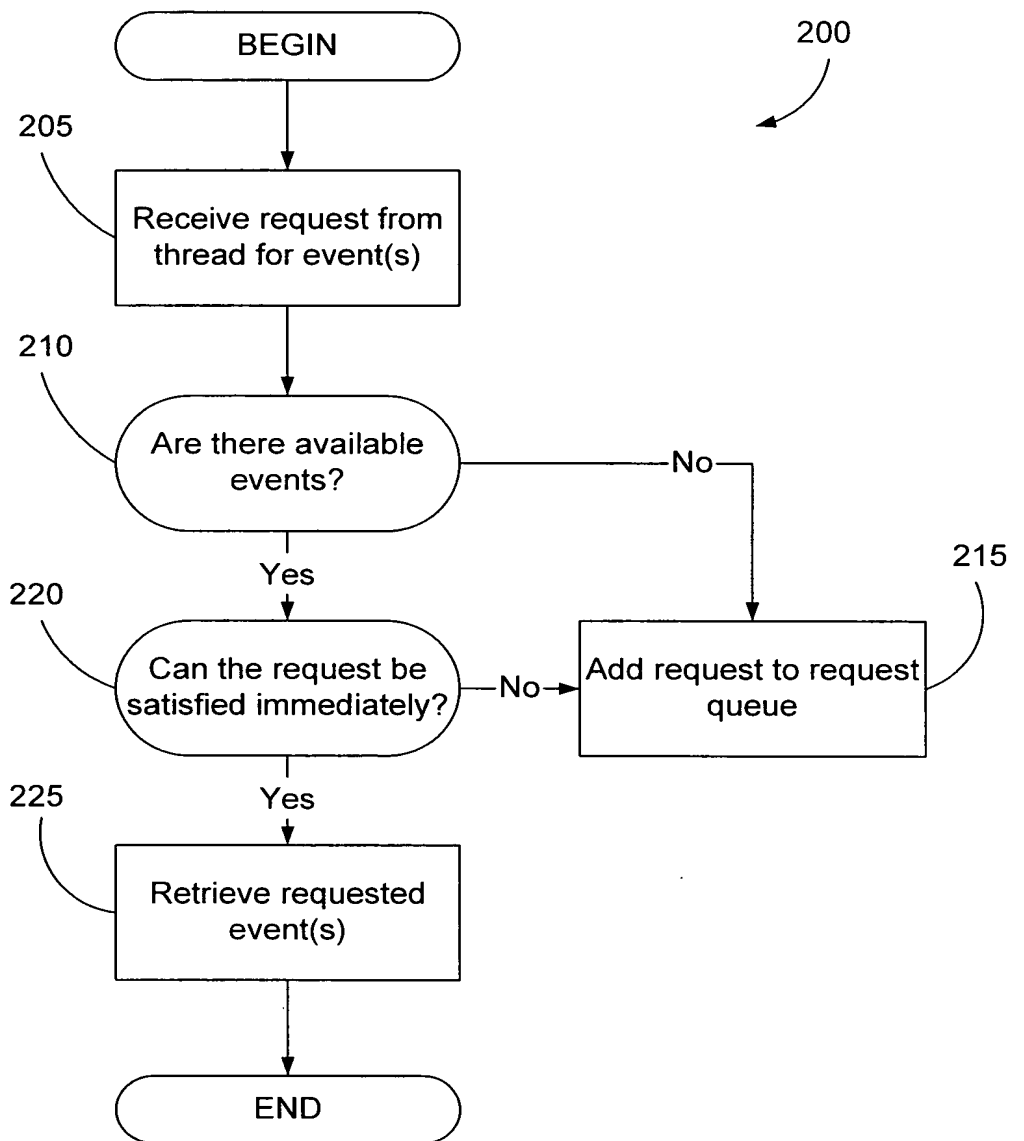 BEGIN
200
205
Receive request from
thread for event(s)
210
Are there available
events?
No
Yes
215
220
Can the request be
satisfied immediately?
No
Add request to request
queue
Yes
225
Retrieve requested
event(s)
END